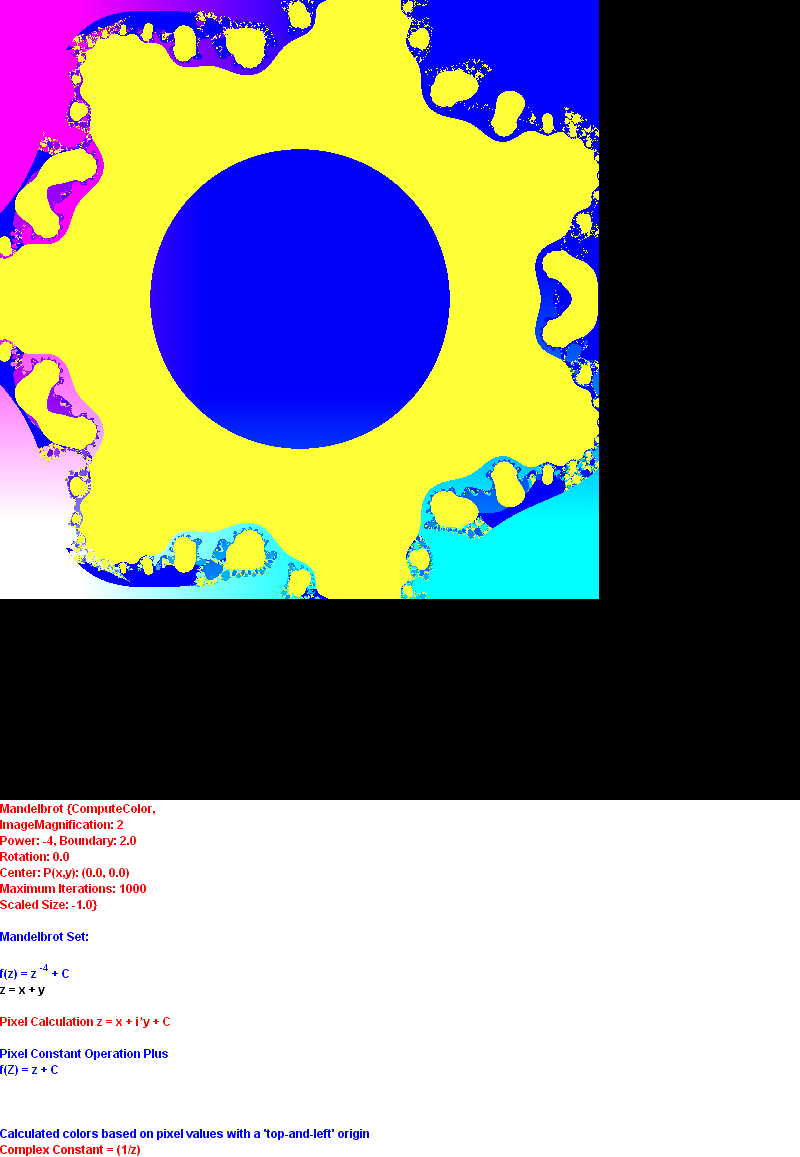 Mandelbrot {ComputeColor,
ImageMagnification: 2
Power: -4, Boundary: 2.0
Rotation: 0.0
Center: P(x,y): (0.0, 0.0)
Maximum Iterations: 1000
Scaled Size: -1.0}
Mandelbrot Set:
f(z) = z -4 + C
z = x + y
Pixel Calculation z = x + i*y + C
Pixel Constant Operation Plus
f(Z) = z + C
Calculated colors based on pixel values with a 'top-and-left' origin
Complex Constant = (1/z)